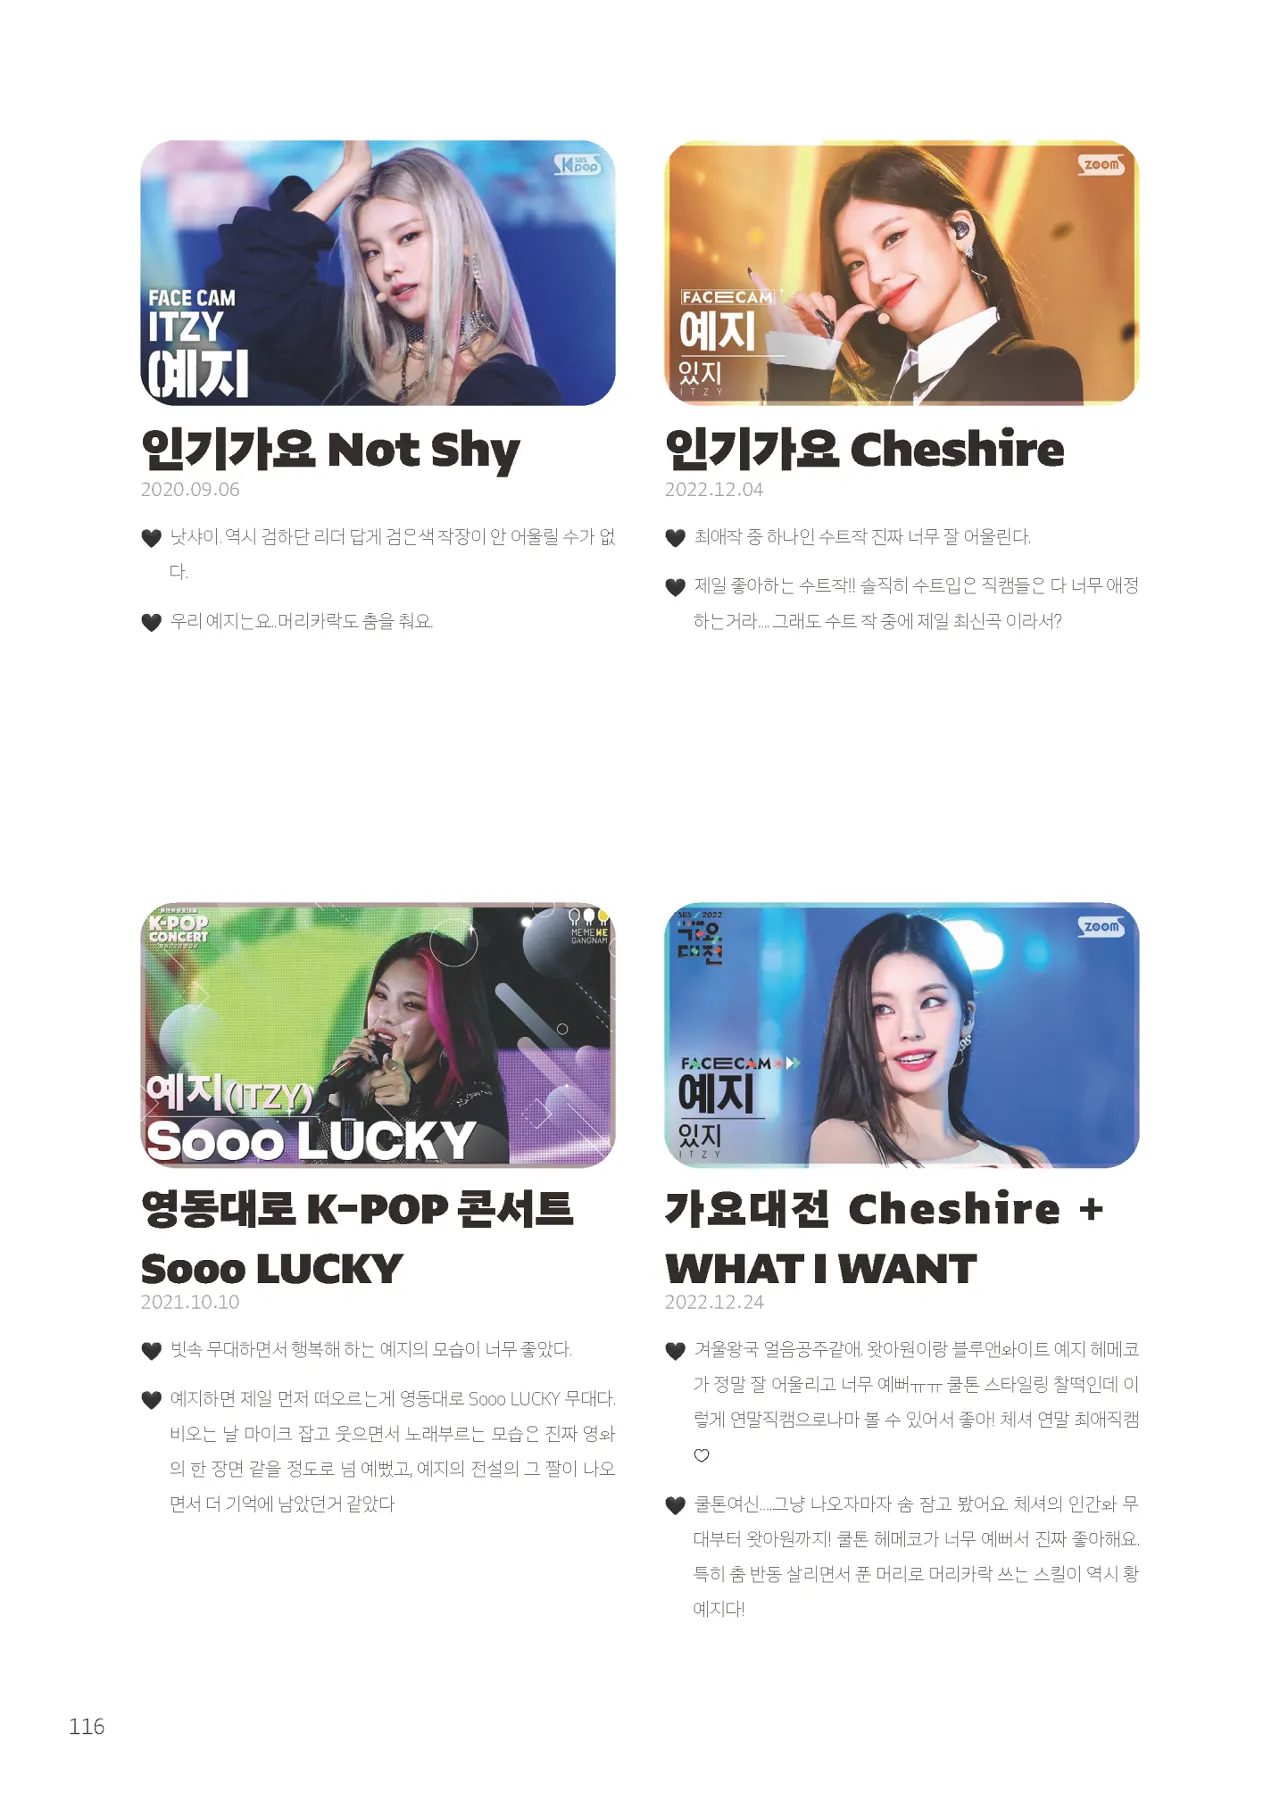 SBS
Kpop
FACE CAM
ITZY
예지
인기가요 Not Shy
2020.09.06
낫샤이. 역시 검하단 리더 답게 검은색 착장이 안 어울릴 수가 없
다.
우리 예지는요..머리카락도 춤을 춰요.
ZOOM
FACECAM
예지
있지
ITZY
인기가요 Cheshire
2022.12.04
최애착 중 하나인 수트착 진짜 너무 잘 어울린다.
제일 좋아하는 수트착!! 솔직히 수트입은 직캠들은 다 너무 애정
하는거라.... 그래도 수트 착 중에 제일 최신곡 이라서?
K-POP
CONCERT
MEMEWE
GANGNAM
예지(ITZY)
Sooo LUCKY
영동대로 K-POP 콘서트
Sooo LUCKY
2021.10.10
빗속 무대하면서 행복해 하는 예지의 모습이 너무 좋았다.
예지하면 제일 먼저 떠오르는게 영동대로 Sooo LUCKY 무대다.
비오는 날 마이크 잡고 웃으면서 노래부르는 모습은 진짜 영화
의 한 장면 같을 정도로 넘 예뻤고, 예지의 전설의 그 짤이 나오
면서 더 기억에 남았던거 같았다
SBS 2022
가요
대전
ZOOM
FACECAM
예지
있지
ITZY
가요대전 Cheshire +
WHAT I WANT
2022.12.24
겨울왕국 얼음공주같애. 왓아원이랑 블루앤화이트 예지 헤메코
가 정말 잘 어울리고 너무 예뻐ㅠㅠ 쿨톤 스타일링 찰떡인데 이
렇게 연말직캠으로나마 볼 수 있어서 좋아! 체셔 연말 최애직캠
♡
쿨톤여신....그냥 나오자마자 숨 참고 봤어요. 체셔의 인간화 무
대부터 왓아원까지! 쿨톤 헤메코가 너무 예뻐서 진짜 좋아해요.
특히 춤 반동 살리면서 푼 머리로 머리카락 쓰는 스킬이 역시 황
예지다!
116